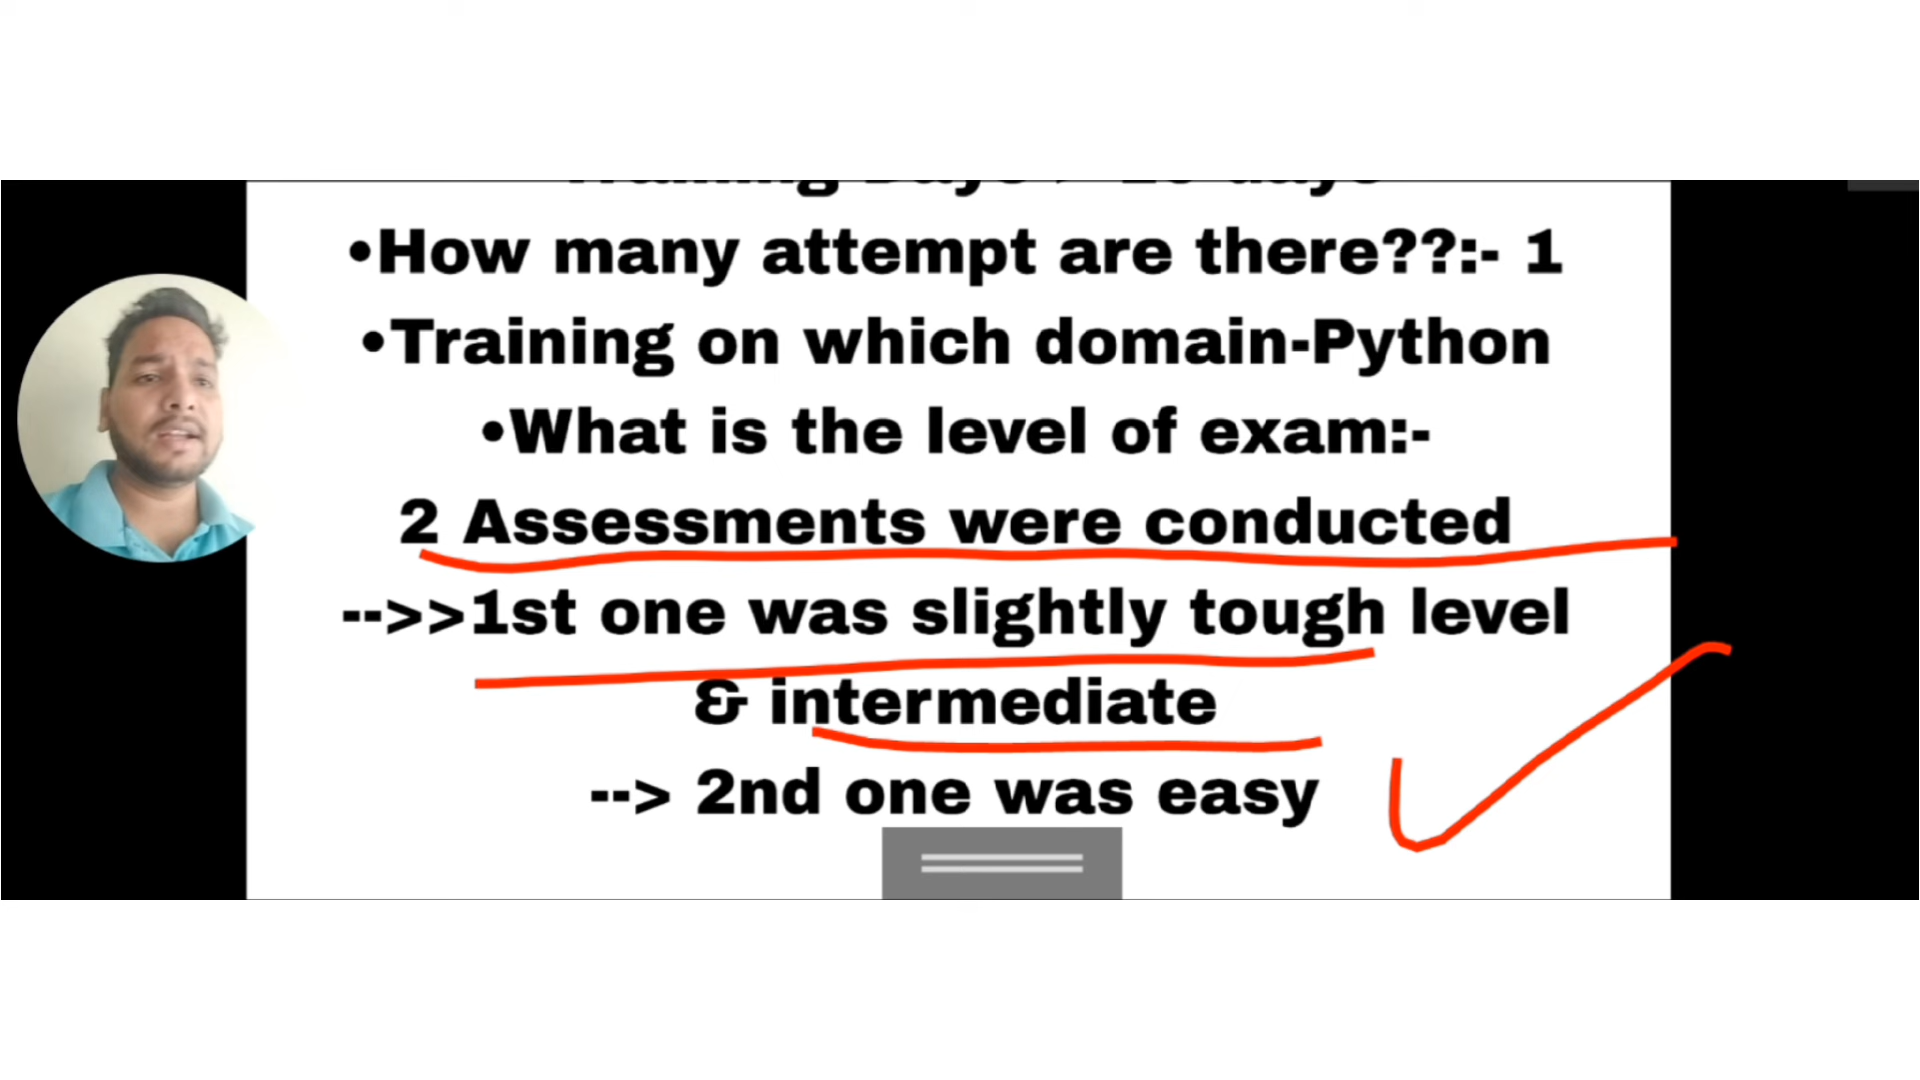 •How many attempt are there??:- 1
•Training on which domain-Python
•What is the level of exam:-
2 Assessments were conducted
-->>1st one was slightly tough level
& intermediate
--> 2nd one was easy